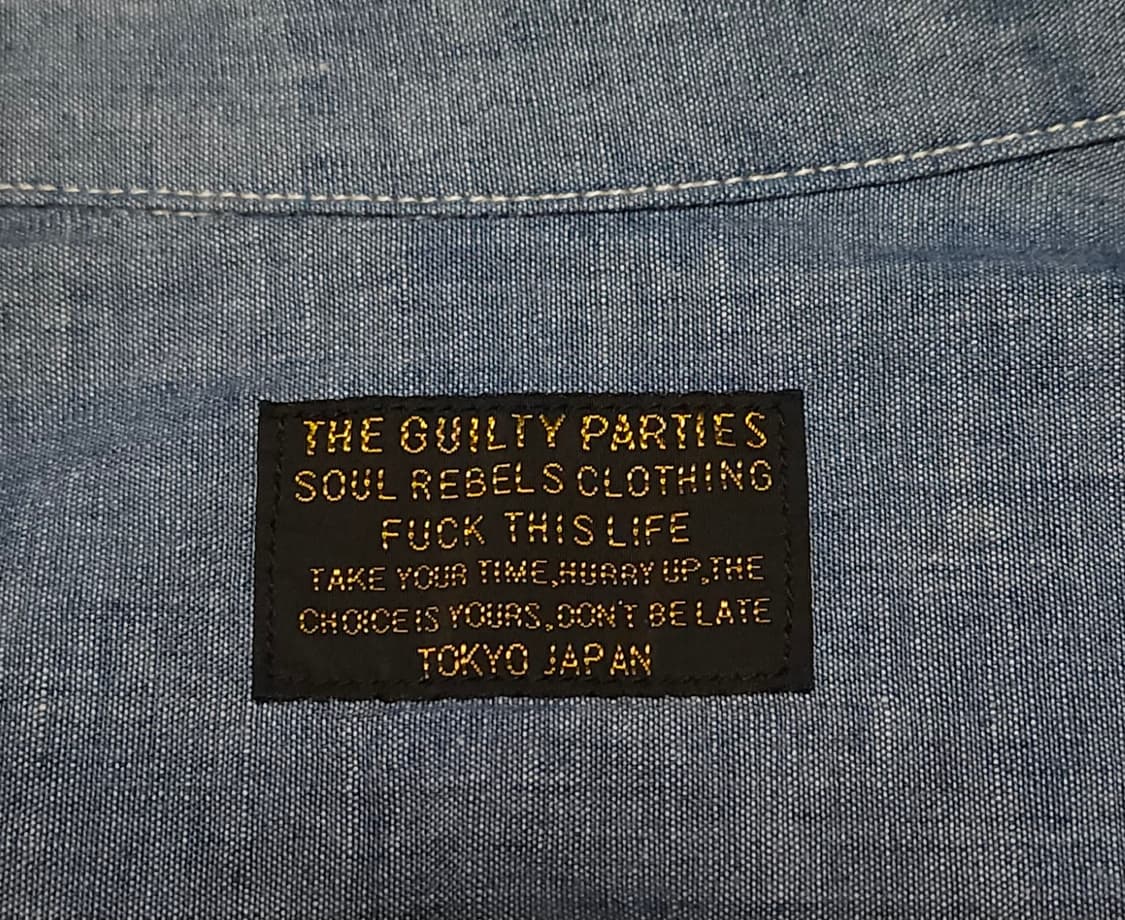 THE GUILTY PARTIES
SOUL REBELS CLOTHING
FUCK THIS LIFE
TAKE YOUR TIME,HURRY UP,THE
CHOICE IS YOURS,DON'T BE LATE
TOKYO JAPAN